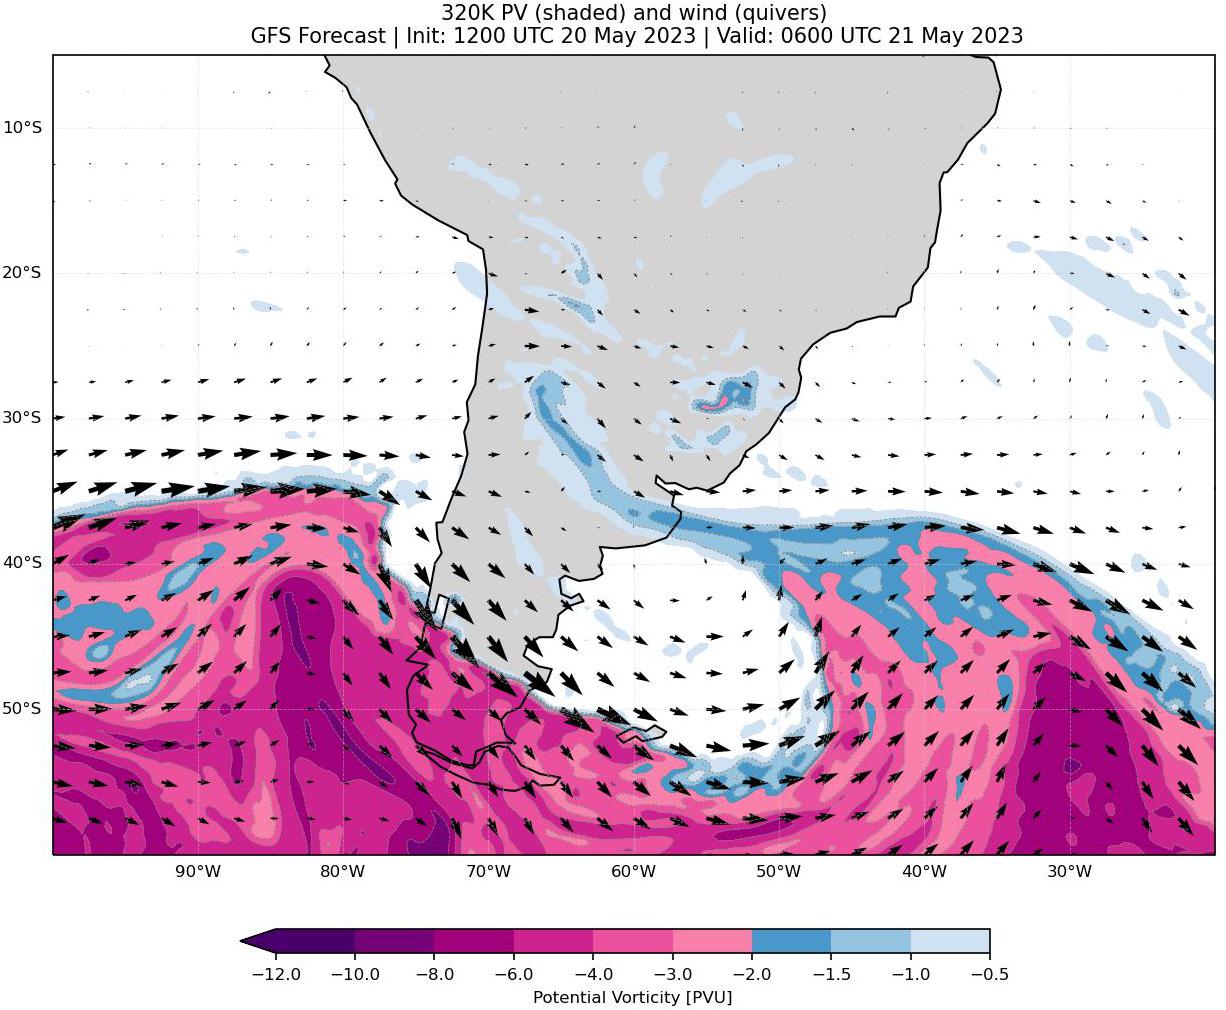 320K PV (shaded) and wind (quivers)
GFS Forecast | Init: 1200 UTC 20 May 2023 | Valid: 0600 UTC 21 May 2023
10°S
20°S
30°S
40°S
50°S
90°W
80°W
70°W
60°W
50°W
40°W
30°W
−12.0
−10.0
−8.0
−6.0
−4.0
−3.0
−2.0
−1.5
−1.0
−0.5
Potential Vorticity [PVU]